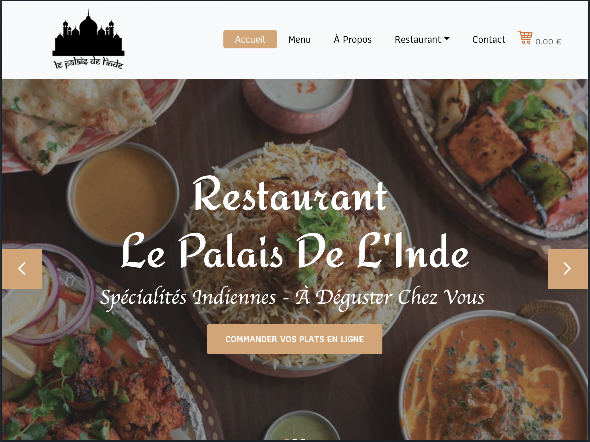 le palais de l'inde
Accueil Menu À Propos Restaurant Contact 0,00 €
Restaurant
Le Palais De L'Inde
Spécialités Indiennes - À Déguster Chez Vous
COMMANDER VOS PLATS EN LIGNE